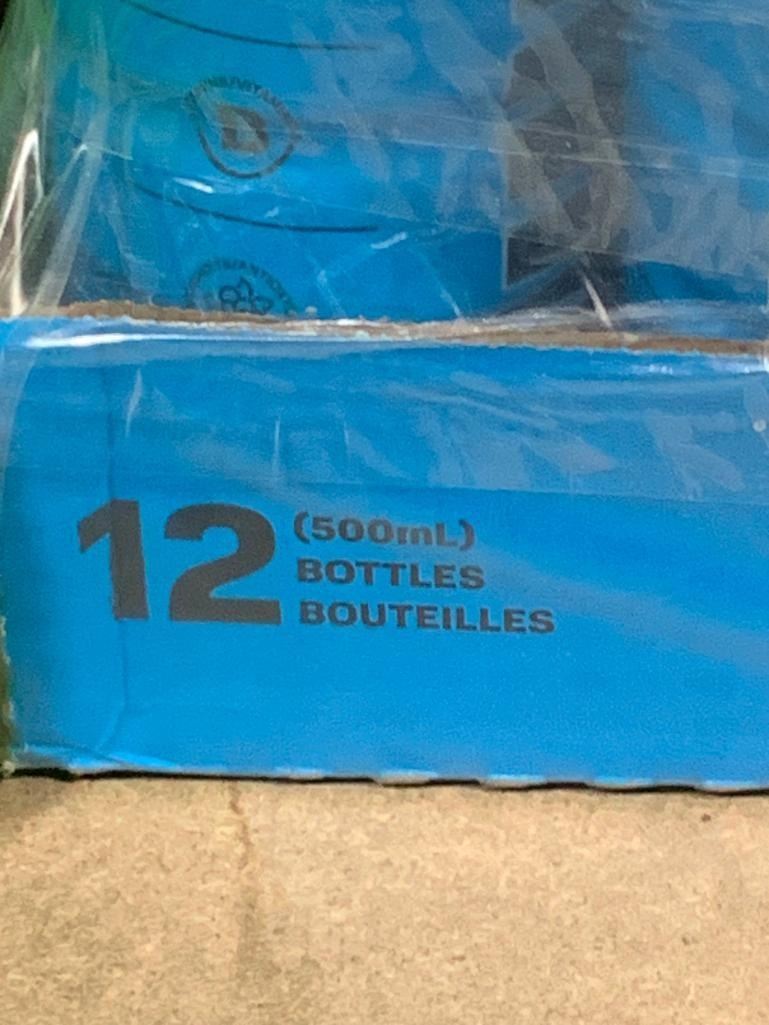 D
12
(500mL)
BOTTLES
BOUTEILLES